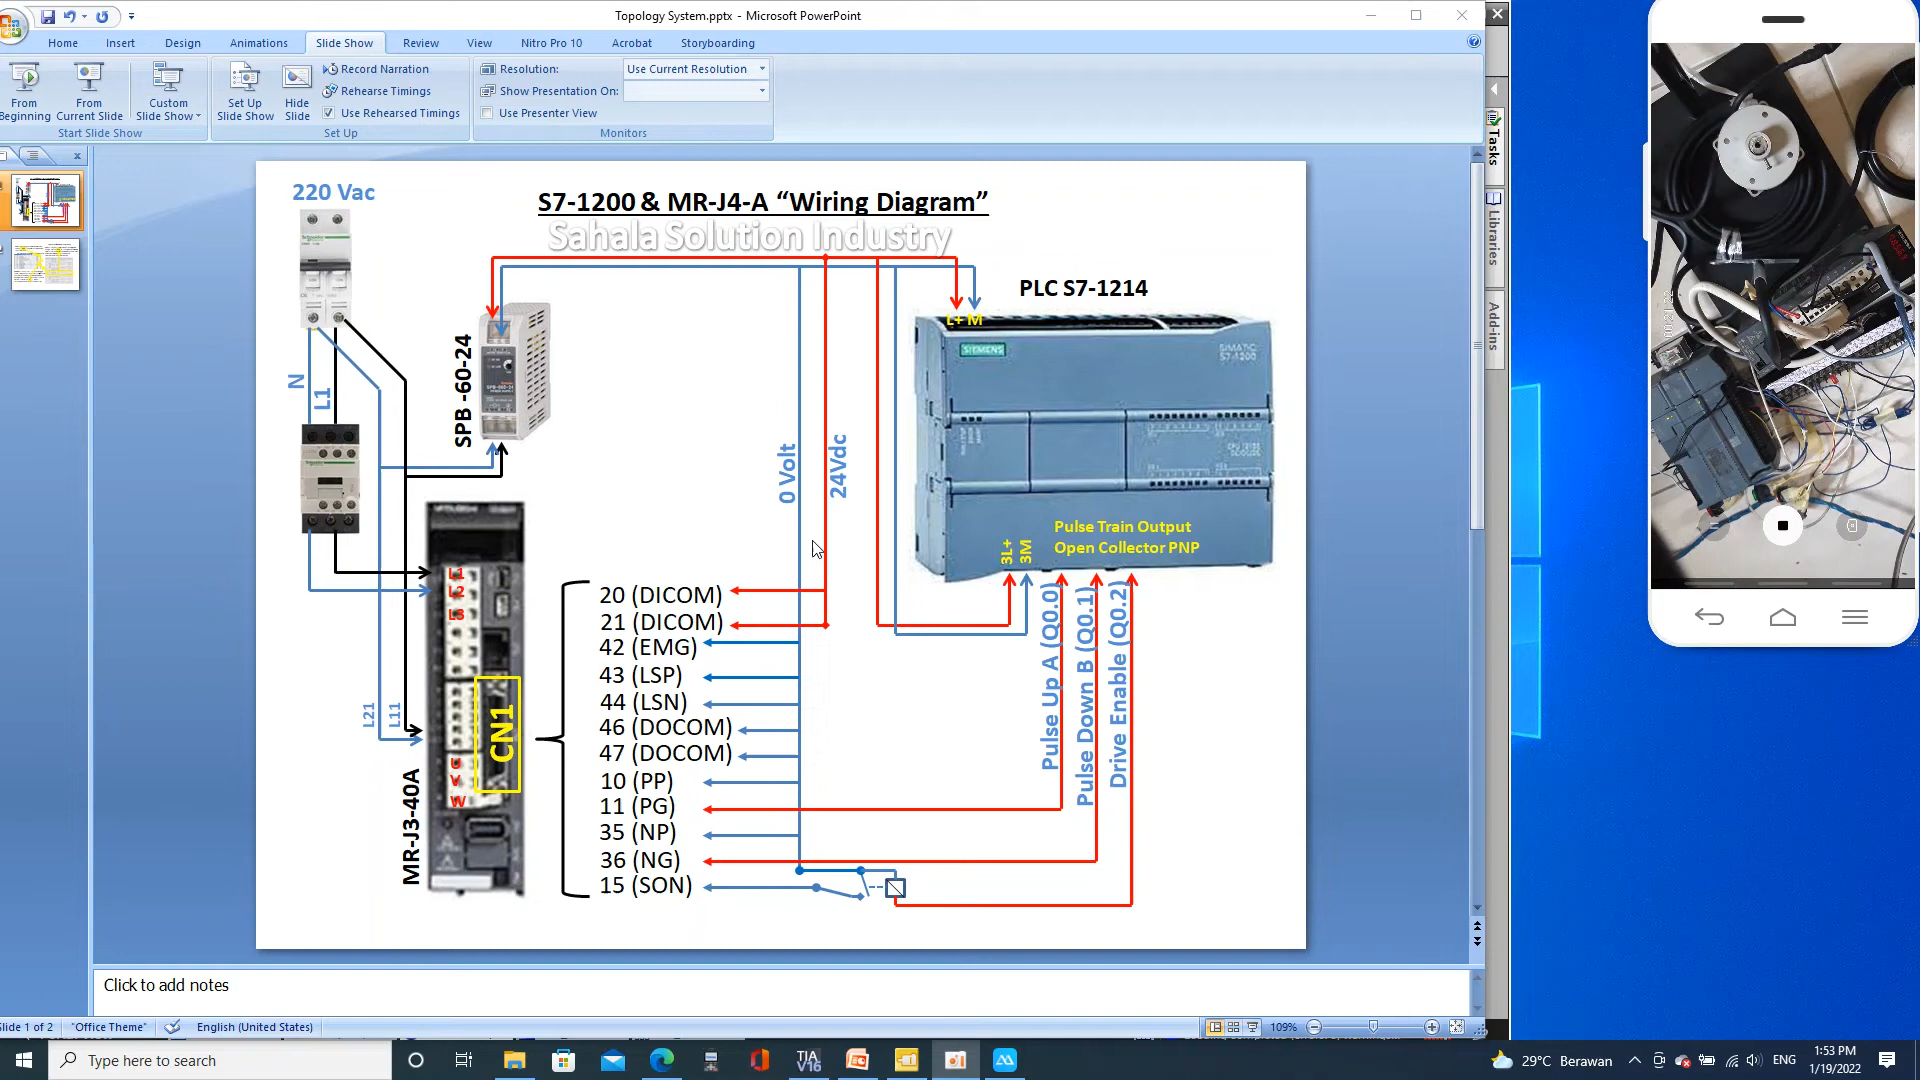 Topology System.pptx - Microsoft PowerPoint
Home Insert Design Animations Slide Show Review View Nitro Pro 10 Acrobat Storyboarding
From Beginning
From Current Slide
Custom Slide Show
Start Slide Show
Set Up Slide Show
Hide Slide
Record Narration
Rehearse Timings
Use Rehearsed Timings
Set Up
Resolution: Use Current Resolution
Show Presentation On:
Use Presenter View
Monitors
Tasks
Libraries
Add-ins
220 Vac
S7-1200 & MR-J4-A “Wiring Diagram”
Sahala Solution Industry
PLC S7-1214
L+ M
SIEMENS
SIMATIC
S7-1200
SPB -60-24
N
L1
0 Volt
24Vdc
Pulse Train Output
Open Collector PNP
3L+
3M
L1
L2
L3
L21
L11
CN1
U
V
W
MR-J3-40A
20 (DICOM)
21 (DICOM)
42 (EMG)
43 (LSP)
44 (LSN)
46 (DOCOM)
47 (DOCOM)
10 (PP)
11 (PG)
35 (NP)
36 (NG)
15 (SON)
Pulse Up A (Q0.0)
Pulse Down B (Q0.1)
Drive Enable (Q0.2)
Click to add notes
Slide 1 of 2 "Office Theme" English (United States) 109%
Type here to search
TIA V16
29°C Berawan
ENG
1:53 PM
1/19/2022